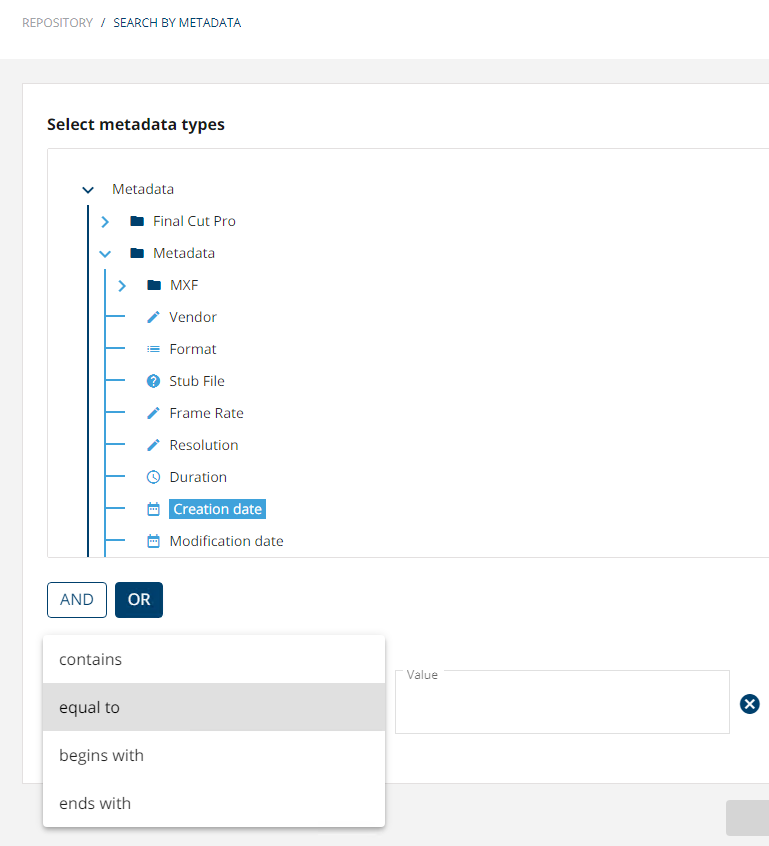 REPOSITORY / SEARCH BY METADATA
Select metadata types
Metadata
Final Cut Pro
Metadata
MXF
Vendor
Format
Stub File
Frame Rate
Resolution
Duration
Creation date
Modification date
AND OR
contains
Value
equal to
begins with
ends with